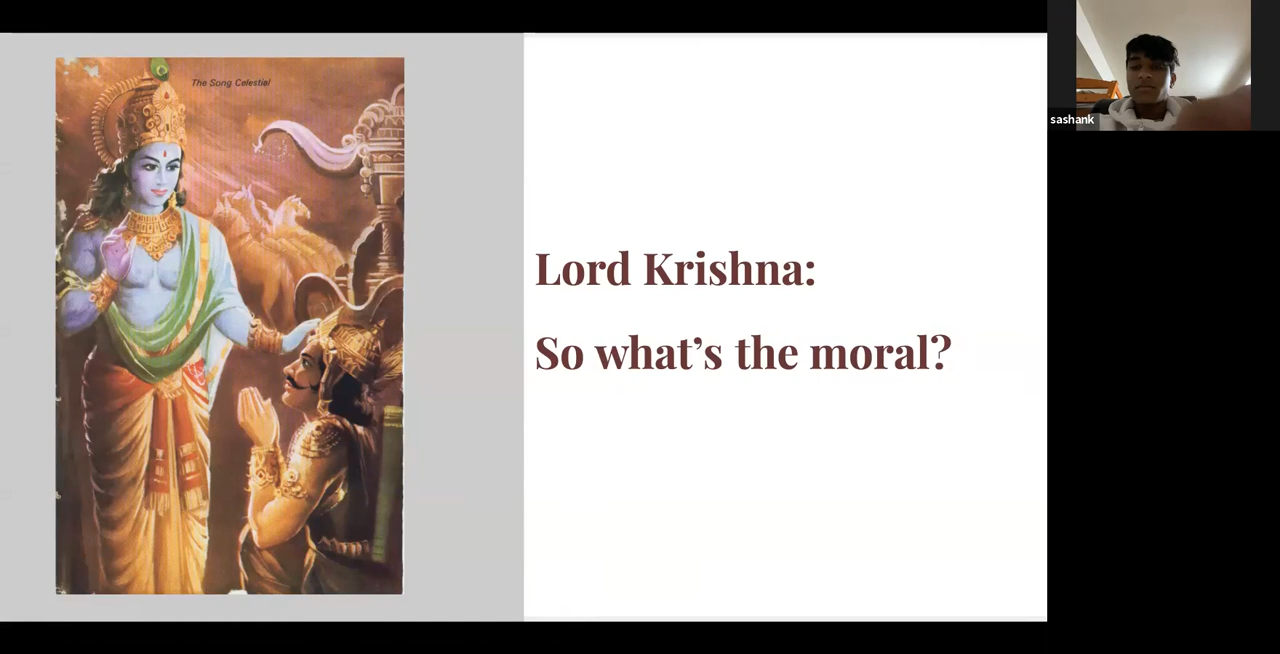 The Song Celestial
Lord Krishna:
So what's the moral?
sashank